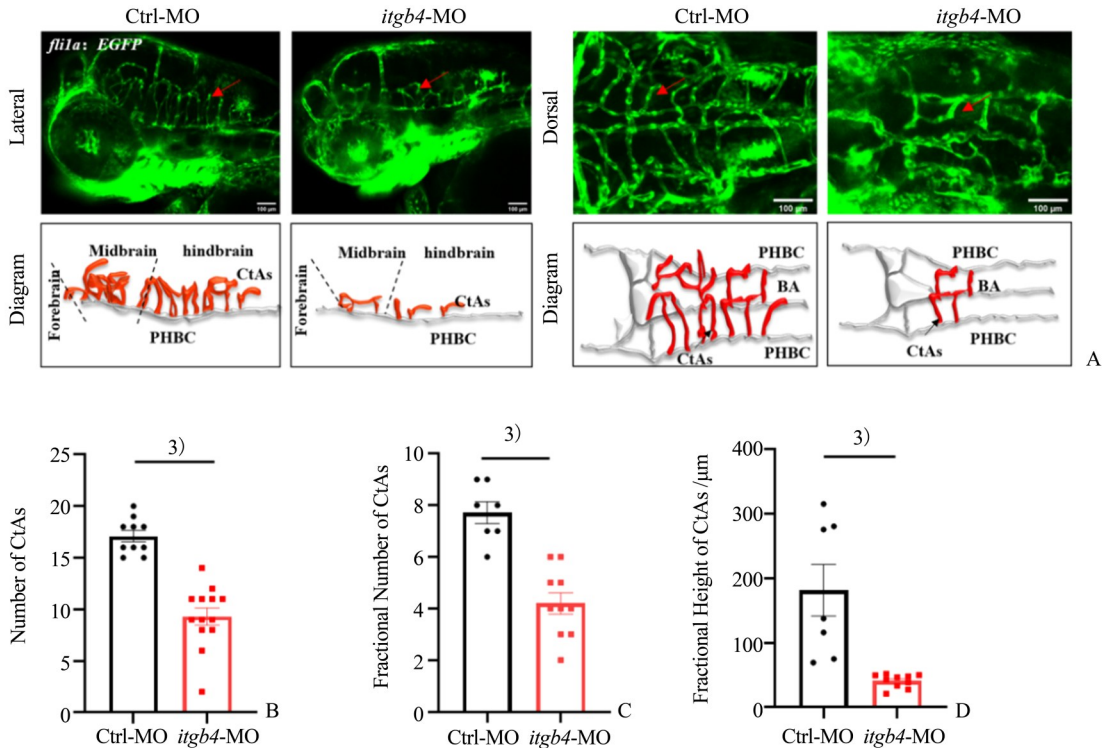 Ctrl-MO
itgb4-MO
Ctrl-MO
itgb4-MO
Lateral
fli1a：EGFP
100 μm
100 μm
Dorsal
100 μm
100 μm
Diagram
Forebrain
Midbrain
hindbrain
CtAs
PHBC
Forebrain
Midbrain
hindbrain
CtAs
PHBC
Diagram
PHBC
BA
CtAs
PHBC
PHBC
BA
CtAs
PHBC
A
Number of CtAs
25
20
15
10
5
0
3）
Ctrl-MO
itgb4-MO
B
Fractional Number of CtAs
10
8
6
4
2
0
3）
Ctrl-MO
itgb4-MO
C
Fractional Height of CtAs /μm
400
300
200
100
0
3）
Ctrl-MO
itgb4-MO
D